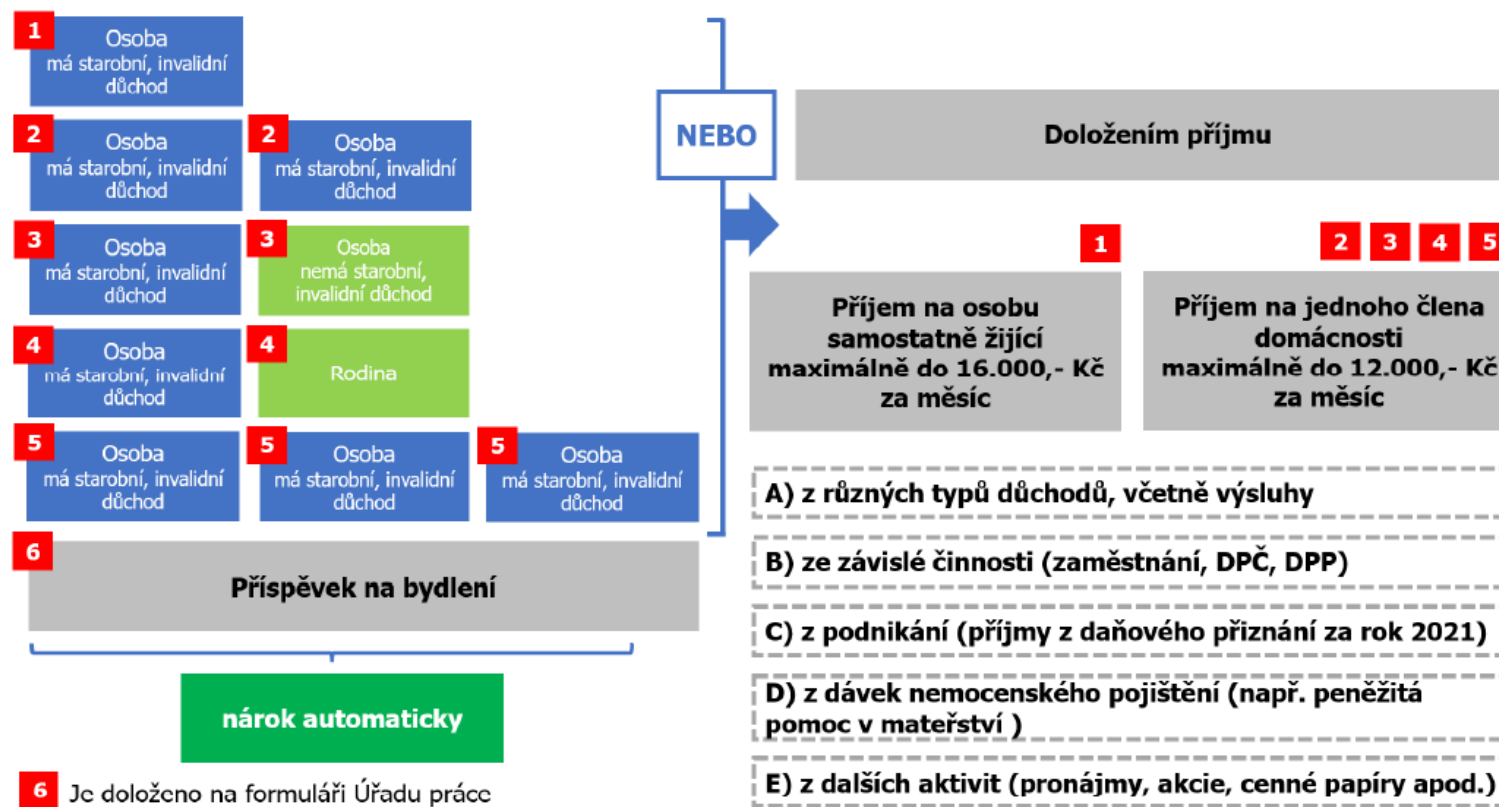 1
Osoba
má starobní, invalidní
důchod
2
Osoba
má starobní, invalidní
důchod
2
Osoba
má starobní, invalidní
důchod
3
Osoba
má starobní, invalidní
důchod
3
Osoba
nemá starobní,
invalidní důchod
4
Osoba
má starobní, invalidní
důchod
4
Rodina
5
Osoba
má starobní, invalidní
důchod
5
Osoba
má starobní, invalidní
důchod
5
Osoba
má starobní, invalidní
důchod
6
Příspěvek na bydlení
nárok automaticky
6 Je doloženo na formuláři Úřadu práce
NEBO
Doložením příjmu
1
Příjem na osobu
samostatně žijící
maximálně do 16.000,- Kč
za měsíc
2 3 4 5
Příjem na jednoho člena
domácnosti
maximálně do 12.000,- Kč
za měsíc
A) z různých typů důchodů, včetně výsluhy
B) ze závislé činnosti (zaměstnání, DPČ, DPP)
C) z podnikání (příjmy z daňového přiznání za rok 2021)
D) z dávek nemocenského pojištění (např. peněžitá
pomoc v mateřství )
E) z dalších aktivit (pronájmy, akcie, cenné papíry apod.)